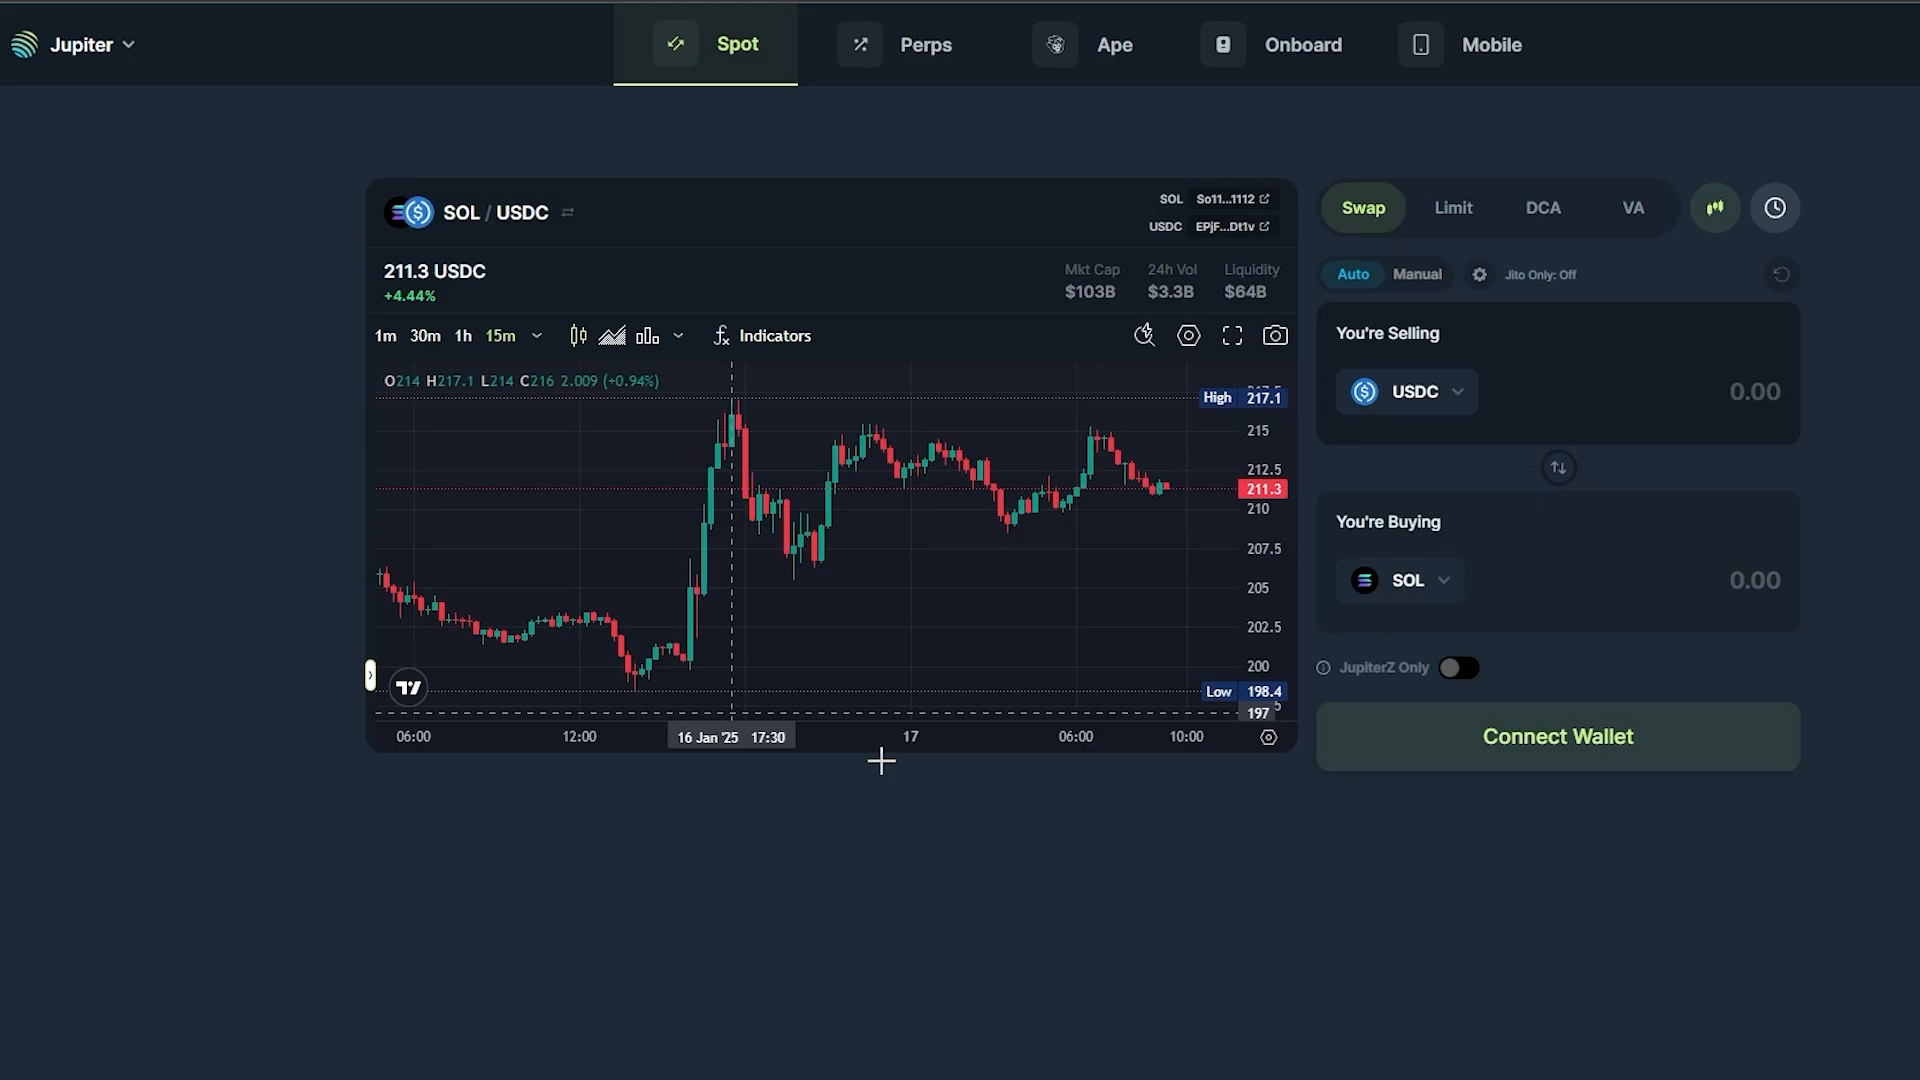 Jupiter
Spot
Perps
Ape
Onboard
Mobile
SOL / USDC
SOL So11...1112
USDC EPjF...Dt1v
211.3 USDC
+4.44%
Mkt Cap 24h Vol Liquidity
$103B $3.3B $64B
1m 30m 1h 15m
Indicators
O214 H217.1 L214 C216 2.009 (+0.94%)
High 217.1
215
212.5
211.3
210
207.5
205
202.5
200
Low 198.4
197
06:00 12:00 16 Jan '25 17:30 17 06:00 10:00
Swap Limit DCA VA
Auto Manual Jito Only: Off
You're Selling
USDC 0.00
You're Buying
SOL 0.00
JupiterZ Only
Connect Wallet